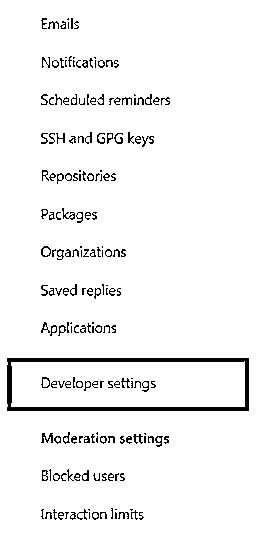 Emails
Notifications
Scheduled reminders
SSH and GPG keys
Repositories
Packages
Organizations
Saved replies
Applications
Developer settings
Moderation settings
Blocked users
Interaction limits